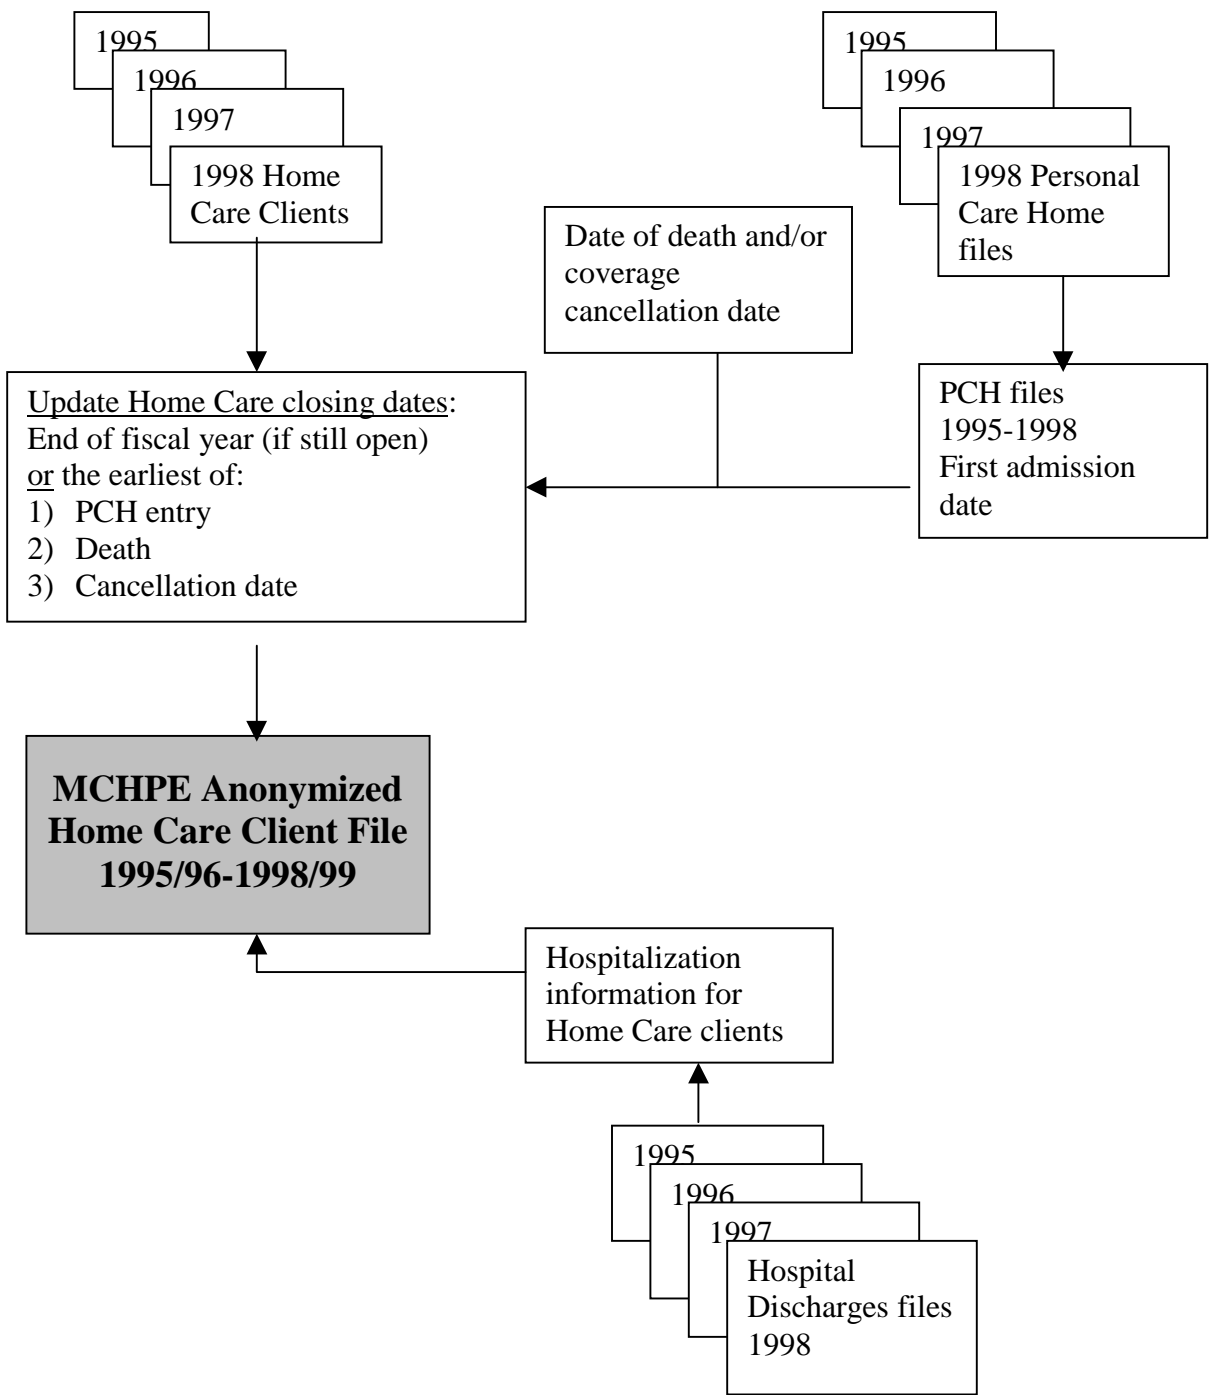 1995
1996
1997
1998 Home
Care Clients
1995
1996
1997
1998 Personal
Care Home
files
Date of death and/or
coverage
cancellation date
Update Home Care closing dates:
End of fiscal year (if still open)
or the earliest of:
1) PCH entry
2) Death
3) Cancellation date
PCH files
1995-1998
First admission
date
MCHPE Anonymized
Home Care Client File
1995/96-1998/99
Hospitalization
information for
Home Care clients
1995
1996
1997
Hospital
Discharges files
1998